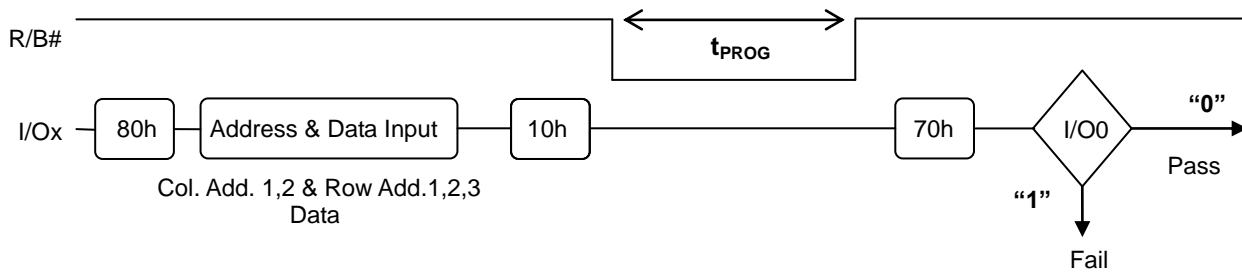 R/B#
tPROG
I/Ox
80h
Address & Data Input
10h
70h
I/O0
“0”
Pass
Col. Add. 1,2 & Row Add.1,2,3
Data
“1”
Fail